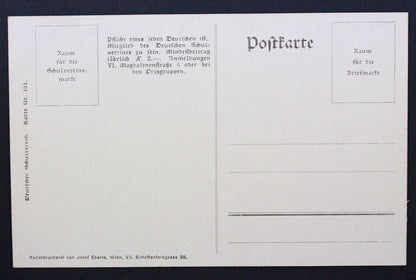 Raum
für die
Schulvereins-
marke
Pflicht eines jeden Deutschen ist,
Mitglied des Deutschen Schul-
vereines zu sein. Mindestbeitrag
jährlich K 2.—. Anmeldungen
VI. Magdalenenstraße 6 oder bei
den Ortsgruppen.
Postkarte
Raum
für die
Briefmarke
Deutscher Schulverein. Karte Nr. 151.
Kunstdruckerei von Josef Eberle, Wien, VII. Schottenfeldgasse 38.